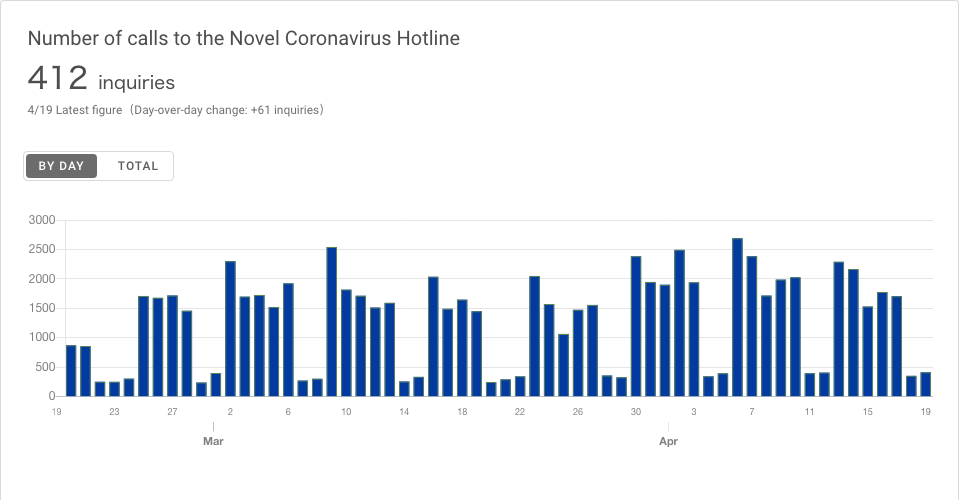 Number of calls to the Novel Coronavirus Hotline
412 inquiries
4/19 Latest figure（Day-over-day change: +61 inquiries）
BY DAY TOTAL
3000
2500
2000
1500
1000
500
0
19 23 27 2 6 10 14 18 22 26 30 3 7 11 15 19
Mar Apr